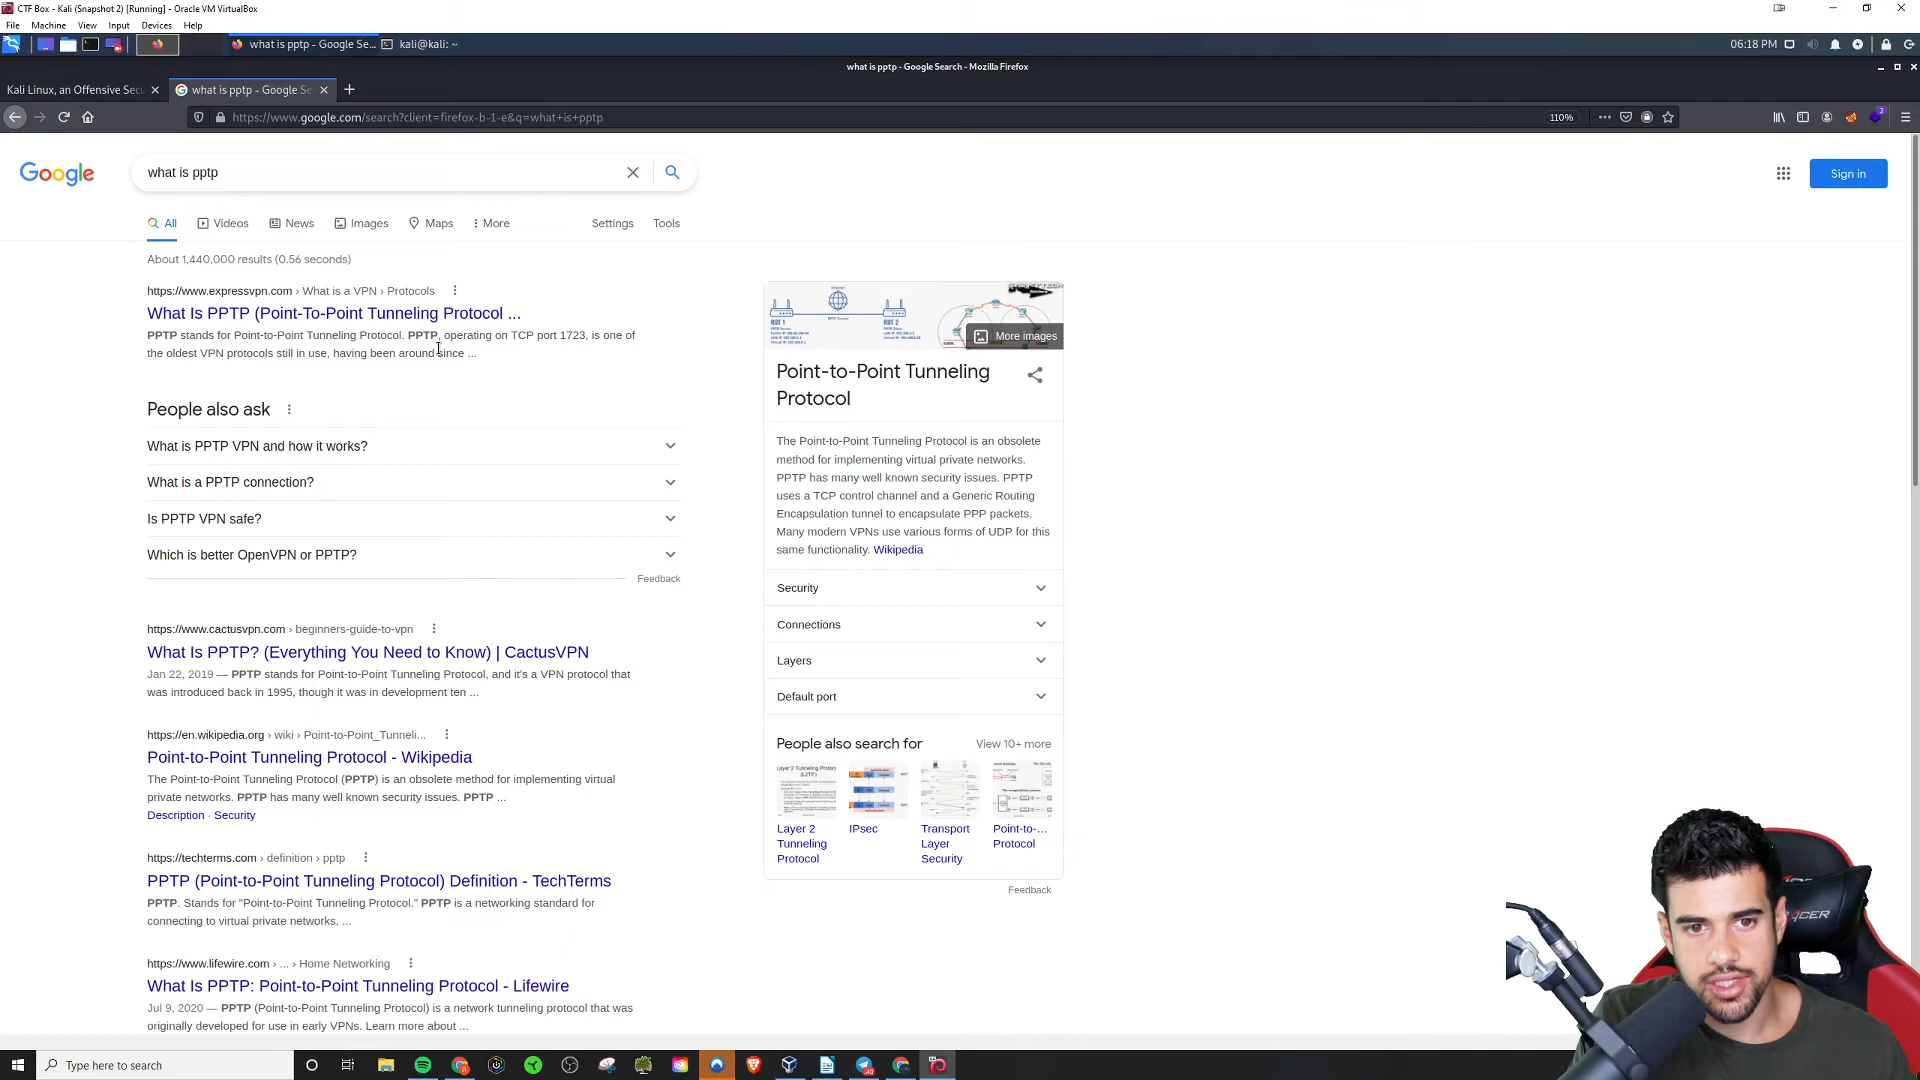 CTF Box - Kali (Snapshot 2) [Running] - Oracle VM VirtualBox
File Machine View Input Devices Help
what is pptp - Google Se... kali@kali: ~ 06:18 PM
what is pptp - Google Search - Mozilla Firefox
Kali Linux, an Offensive Secu what is pptp - Google Se
https://www.google.com/search?client=firefox-b-1-e&q=what+is+pptp 110% 2
Google
what is pptp
Sign in
All Videos News Images Maps More Settings Tools
About 1,440,000 results (0.56 seconds)
https://www.expressvpn.com › What is a VPN › Protocols
What Is PPTP (Point-To-Point Tunneling Protocol ...
PPTP stands for Point-to-Point Tunneling Protocol. PPTP, operating on TCP port 1723, is one of
the oldest VPN protocols still in use, having been around since ...
People also ask
What is PPTP VPN and how it works?
What is a PPTP connection?
Is PPTP VPN safe?
Which is better OpenVPN or PPTP?
Feedback
https://www.cactusvpn.com › beginners-guide-to-vpn
What Is PPTP? (Everything You Need to Know) | CactusVPN
Jan 22, 2019 — PPTP stands for Point-to-Point Tunneling Protocol, and it's a VPN protocol that
was introduced back in 1995, though it was in development ten ...
https://en.wikipedia.org › wiki › Point-to-Point_Tunneli...
Point-to-Point Tunneling Protocol - Wikipedia
The Point-to-Point Tunneling Protocol (PPTP) is an obsolete method for implementing virtual
private networks. PPTP has many well known security issues. PPTP ...
Description · Security
https://techterms.com › definition › pptp
PPTP (Point-to-Point Tunneling Protocol) Definition - TechTerms
PPTP. Stands for "Point-to-Point Tunneling Protocol." PPTP is a networking standard for
connecting to virtual private networks, ...
https://www.lifewire.com › ... › Home Networking
What Is PPTP: Point-to-Point Tunneling Protocol - Lifewire
Jul 9, 2020 — PPTP (Point-to-Point Tunneling Protocol) is a network tunneling protocol that was
originally developed for use in early VPNs. Learn more about ...
RUT 1
RUT 2
More images
Point-to-Point Tunneling
Protocol
The Point-to-Point Tunneling Protocol is an obsolete
method for implementing virtual private networks.
PPTP has many well known security issues. PPTP
uses a TCP control channel and a Generic Routing
Encapsulation tunnel to encapsulate PPP packets.
Many modern VPNs use various forms of UDP for this
same functionality. Wikipedia
Security
Connections
Layers
Default port
People also search for View 10+ more
Layer 2
Tunneling
Protocol
IPsec
Transport
Layer
Security
Point-to-...
Protocol
Feedback
Type here to search